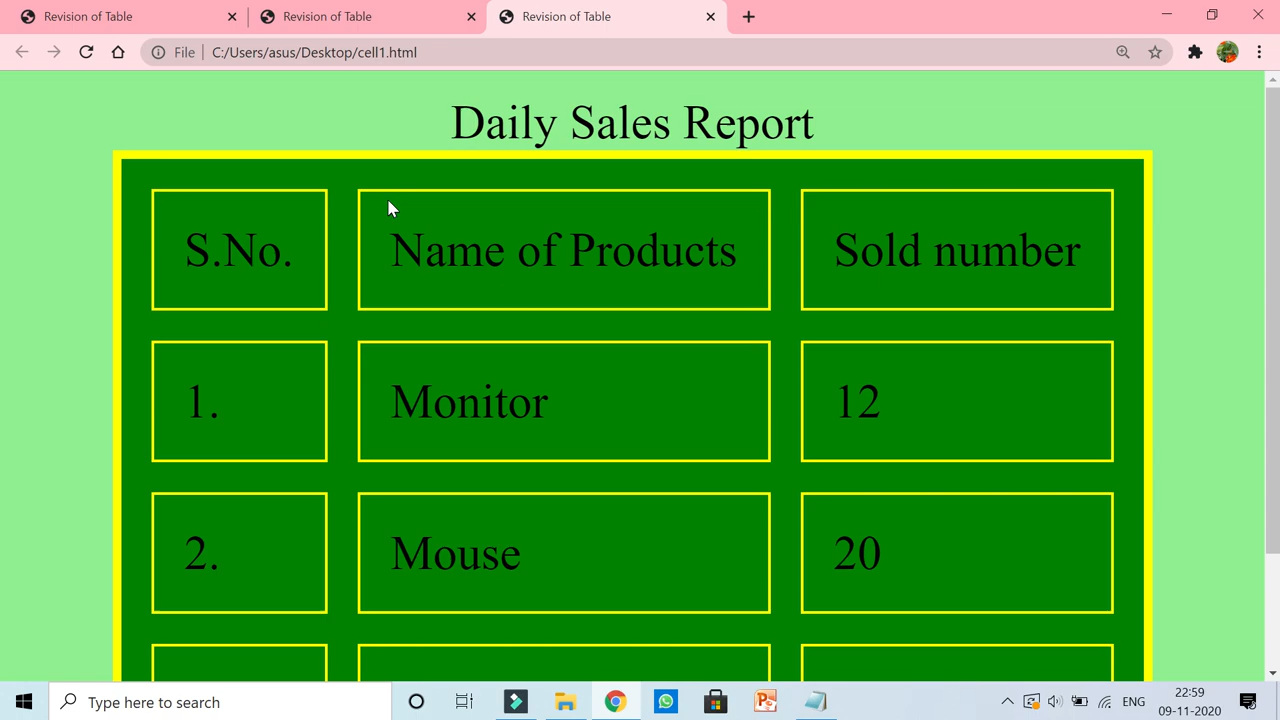 Revision of Table
Revision of Table
Revision of Table
File
C:/Users/asus/Desktop/cell1.html
Daily Sales Report
S.No. Name of Products Sold number
1. Monitor 12
2. Mouse 20
Type here to search
ENG
22:59
09-11-2020